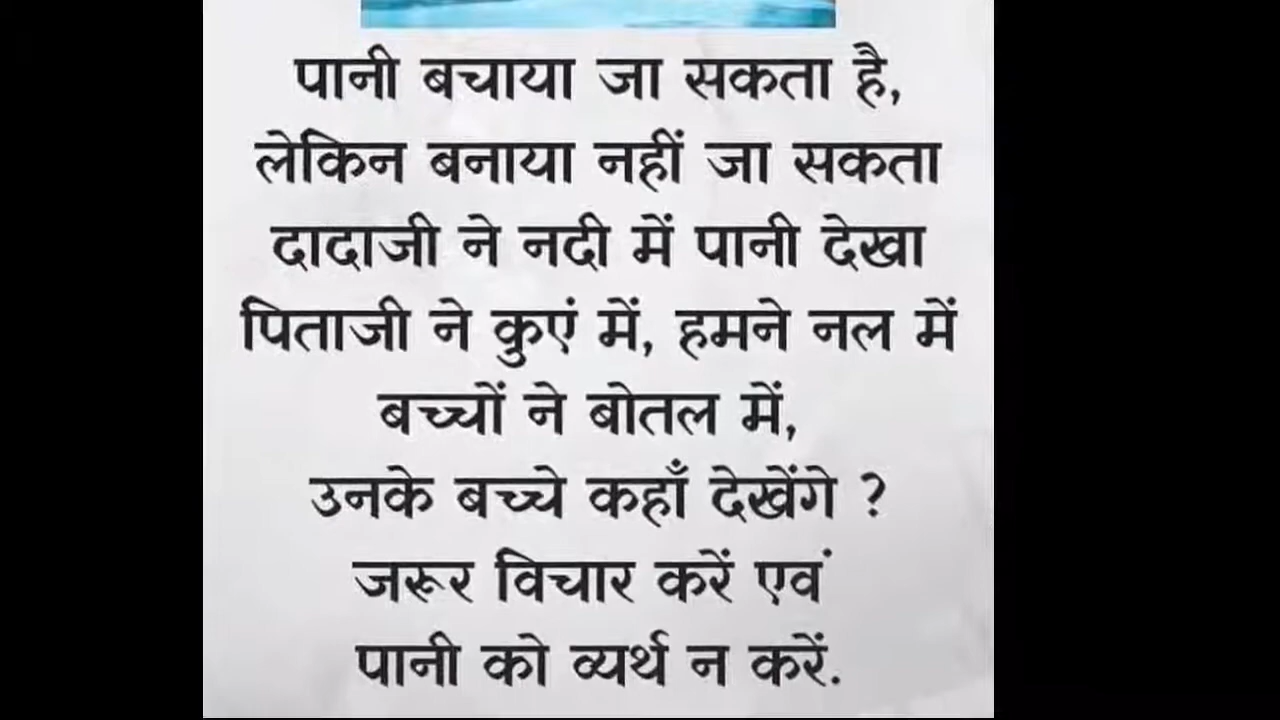 पानी बचाया जा सकता है,
लेकिन बनाया नहीं जा सकता
दादाजी ने नदी में पानी देखा
पिताजी ने कुएं में, हमने नल में
बच्चों ने बोतल में,
उनके बच्चे कहाँ देखेंगे ?
जरूर विचार करें एवं
पानी को व्यर्थ न करें.